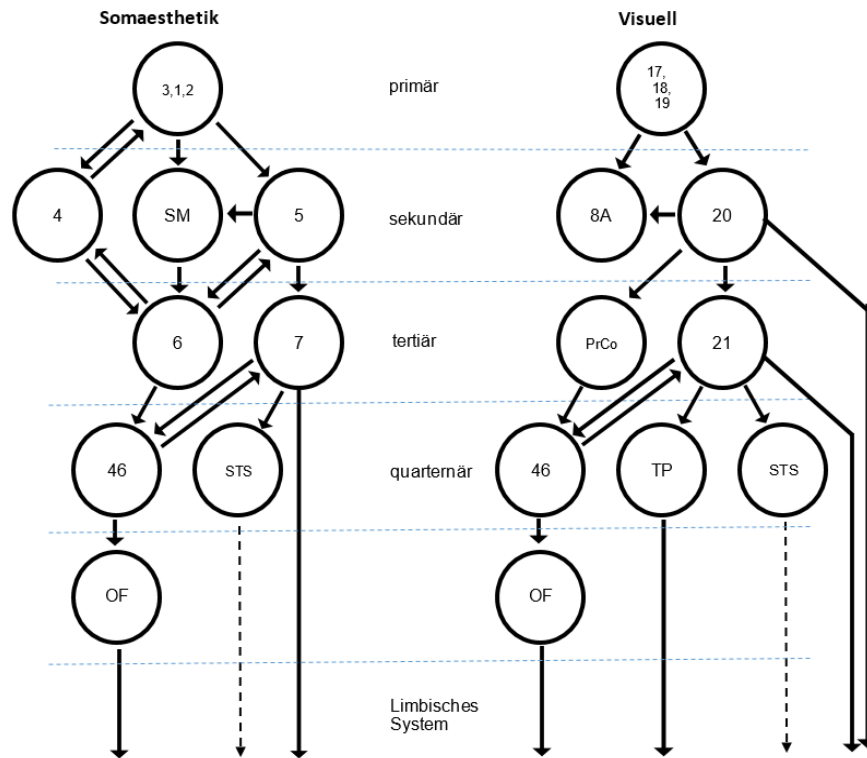 Somaesthetik
Visuell
3,1,2
primär
17,
18,
19
4
SM
5
sekundär
8A
20
6
7
tertiär
PrCo
21
46
STS
quarternär
46
TP
STS
OF
OF
Limbisches
System